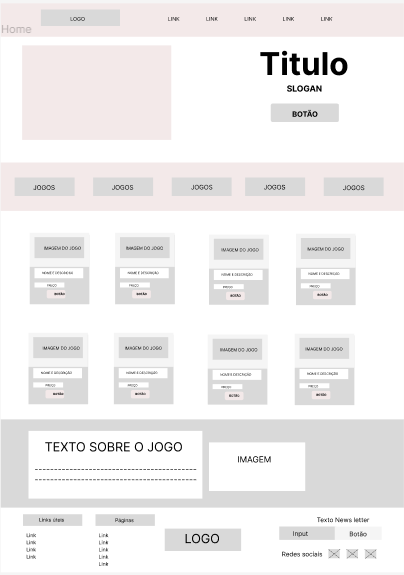 LOGO LINK LINK LINK LINK LINK
Home
Titulo
SLOGAN
BOTÃO
JOGOS JOGOS JOGOS JOGOS JOGOS
IMAGEM DO JOGO IMAGEM DO JOGO IMAGEM DO JOGO IMAGEM DO JOGO
NOME E DESCRIÇÃO NOME E DESCRIÇÃO NOME E DESCRIÇÃO NOME E DESCRIÇÃO
PREÇO PREÇO PREÇO PREÇO
BOTÃO BOTÃO BOTÃO BOTÃO
IMAGEM DO JOGO IMAGEM DO JOGO IMAGEM DO JOGO IMAGEM DO JOGO
NOME E DESCRIÇÃO NOME E DESCRIÇÃO NOME E DESCRIÇÃO NOME E DESCRIÇÃO
PREÇO PREÇO PREÇO PREÇO
BOTÃO BOTÃO BOTÃO BOTÃO
TEXTO SOBRE O JOGO
IMAGEM
Links úteis Páginas Texto News letter
Link Link LOGO Input Botão
Link Link
Link Link Redes sociais
Link Link
Link